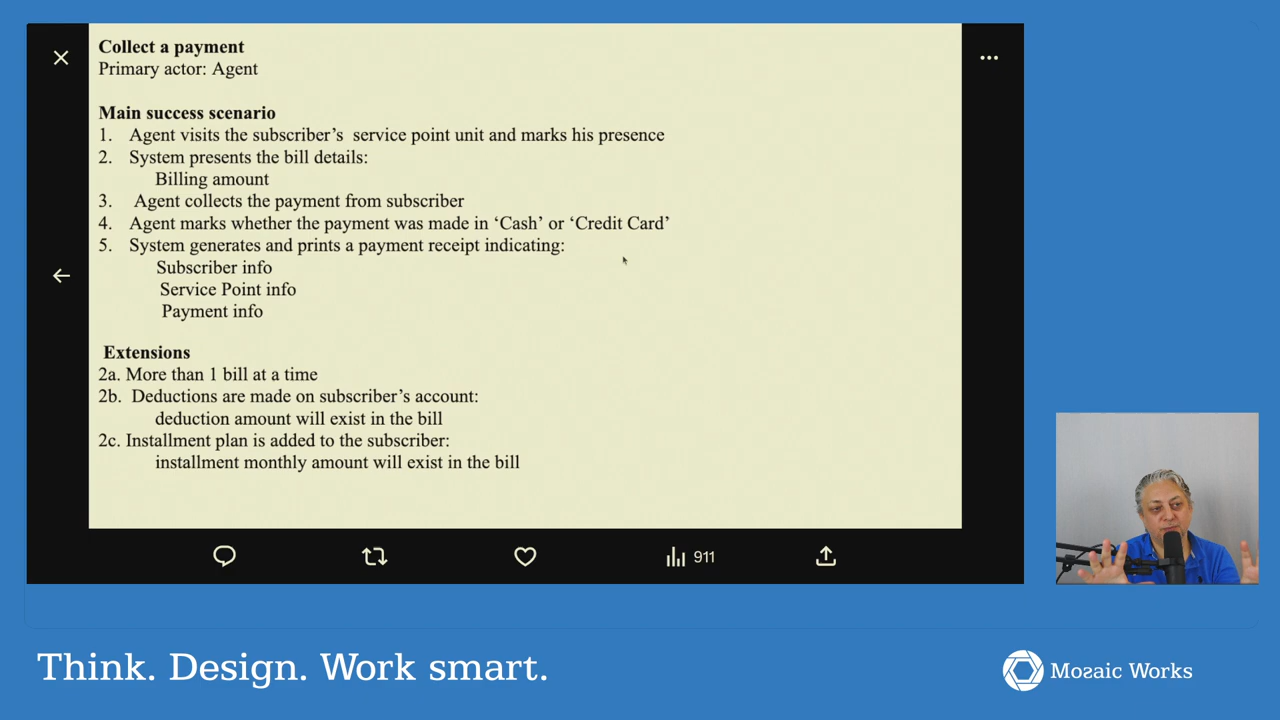 Collect a payment
Primary actor: Agent
Main success scenario
1. Agent visits the subscriber’s service point unit and marks his presence
2. System presents the bill details:
Billing amount
3. Agent collects the payment from subscriber
4. Agent marks whether the payment was made in ‘Cash’ or ‘Credit Card’
5. System generates and prints a payment receipt indicating:
Subscriber info
Service Point info
Payment info
Extensions
2a. More than 1 bill at a time
2b. Deductions are made on subscriber’s account:
deduction amount will exist in the bill
2c. Installment plan is added to the subscriber:
installment monthly amount will exist in the bill
911
Think. Design. Work smart.
Mozaic Works